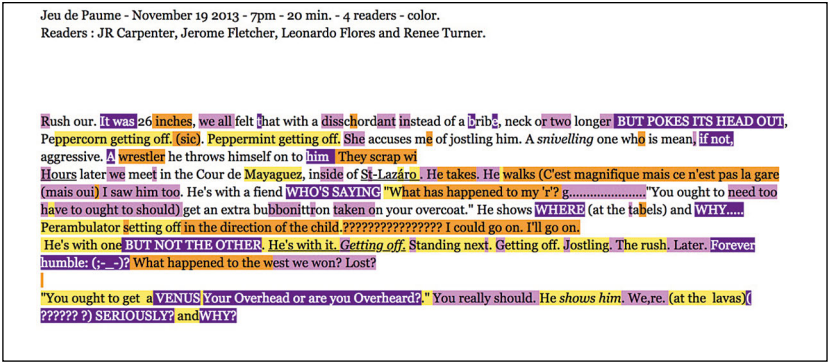 Jeu de Paume - November 19 2013 - 7pm - 20 min. - 4 readers - color.
Readers : JR Carpenter, Jerome Fletcher, Leonardo Flores and Renee Turner.
Rush our. It was 26 inches, we all felt that with a disschordant instead of a bribe, neck or two longer BUT POKES ITS HEAD OUT,
Peppercorn getting off. (sic). Peppermint getting off. She accuses me of jostling him. A snivelling one who is mean, if not,
aggressive. A wrestler he throws himself on to him They scrap wi
Hours later we meet in the Cour de Mayaguez, inside of St-Lazáro . He takes. He walks (C'est magnifique mais ce n'est pas la gare
(mais oui) I saw him too. He's with a fiend WHO'S SAYING "What has happened to my 'r'? g..................."You ought to need too
have to ought to should) get an extra bubbonittron taken on your overcoat." He shows WHERE (at the tabels) and WHY.....
Perambulator setting off in the direction of the child.???????????????? I could go on. I'll go on.
He's with one BUT NOT THE OTHER. He's with it. Getting off. Standing next. Getting off. Jostling. The rush. Later. Forever
humble: (;-_-)? What happened to the west we won? Lost?
"You ought to get a VENUS Your Overhead or are you Overheard?." You really should. He shows him. We,re. (at the lavas)(
?????? ?) SERIOUSLY? andWHY?